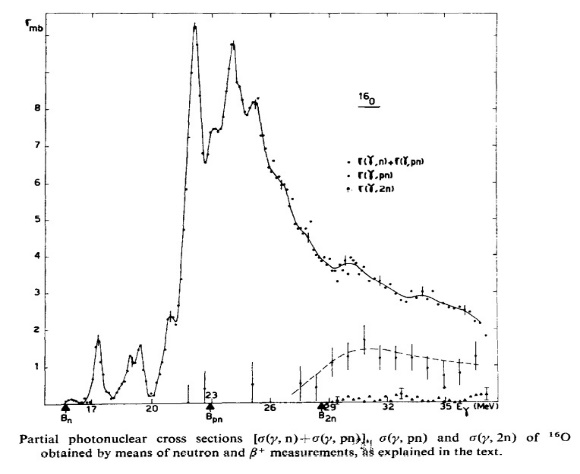 σmb
16O
σ(γ,n)+σ(γ,pn)
σ(γ,pn)
σ(γ,2n)
8
7
6
5
4
3
2
1
17 20 23 26 29 32 35 Eγ (MeV)
Bn Bpn B2n
Partial photonuclear cross sections [σ(γ, n)+σ(γ, pn)], σ(γ, pn) and σ(γ, 2n) of 16O
obtained by means of neutron and β+ measurements, as explained in the text.